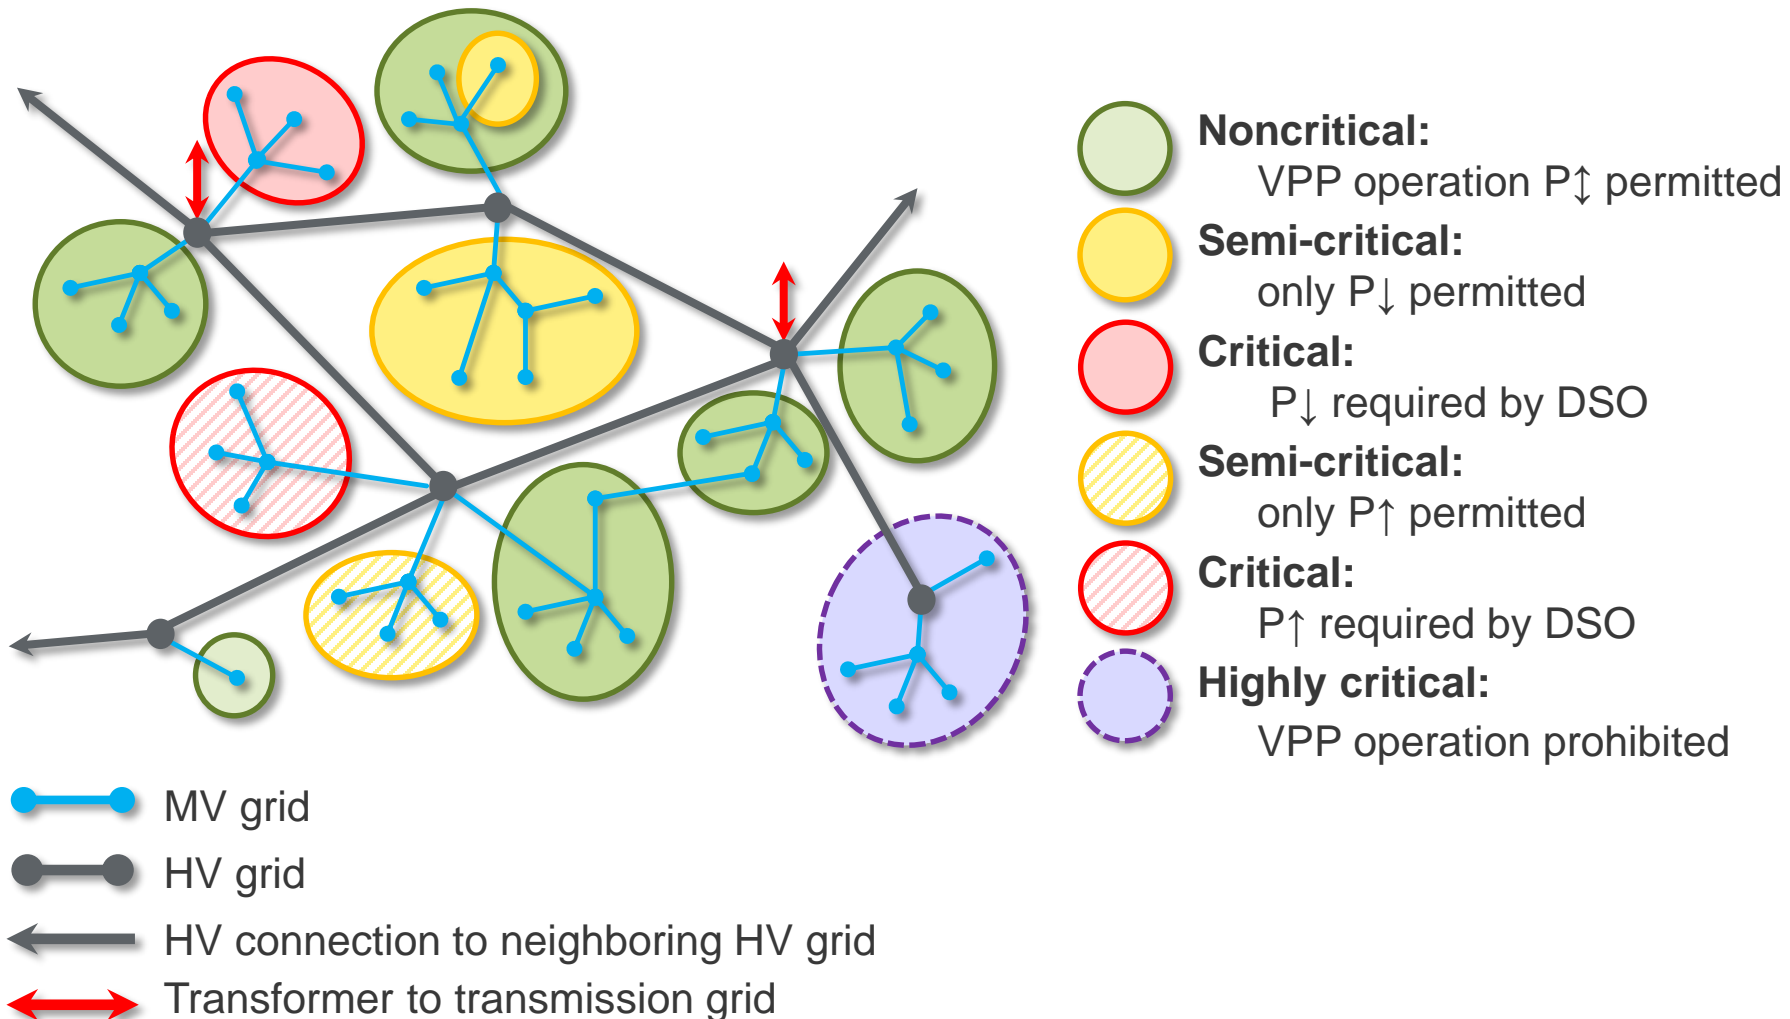 Noncritical:
VPP operation P↕ permitted
Semi-critical:
only P↓ permitted
Critical:
P↓ required by DSO
Semi-critical:
only P↑ permitted
Critical:
P↑ required by DSO
Highly critical:
VPP operation prohibited
MV grid
HV grid
HV connection to neighboring HV grid
Transformer to transmission grid